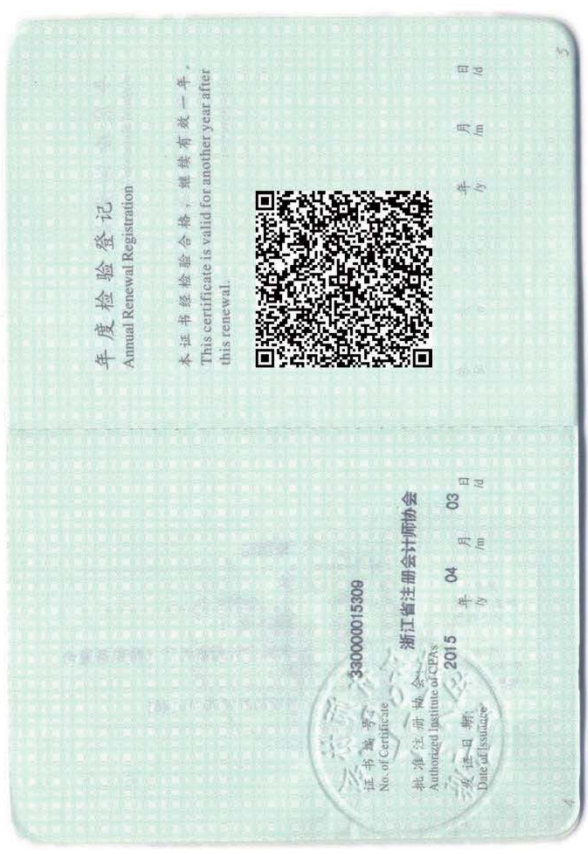 证书编号: 330000015309
No. of Certificate
批准注册协会: 浙江省注册会计师协会
Authorized Institute of CPAs
发证日期: 2015 年 04 月 03 日
Date of Issuance /y /m /d
4
年度检验登记
Annual Renewal Registration
本证书经检验合格，继续有效一年。
This certificate is valid for another year after
this renewal.
年 月 日
/y /m /d
5